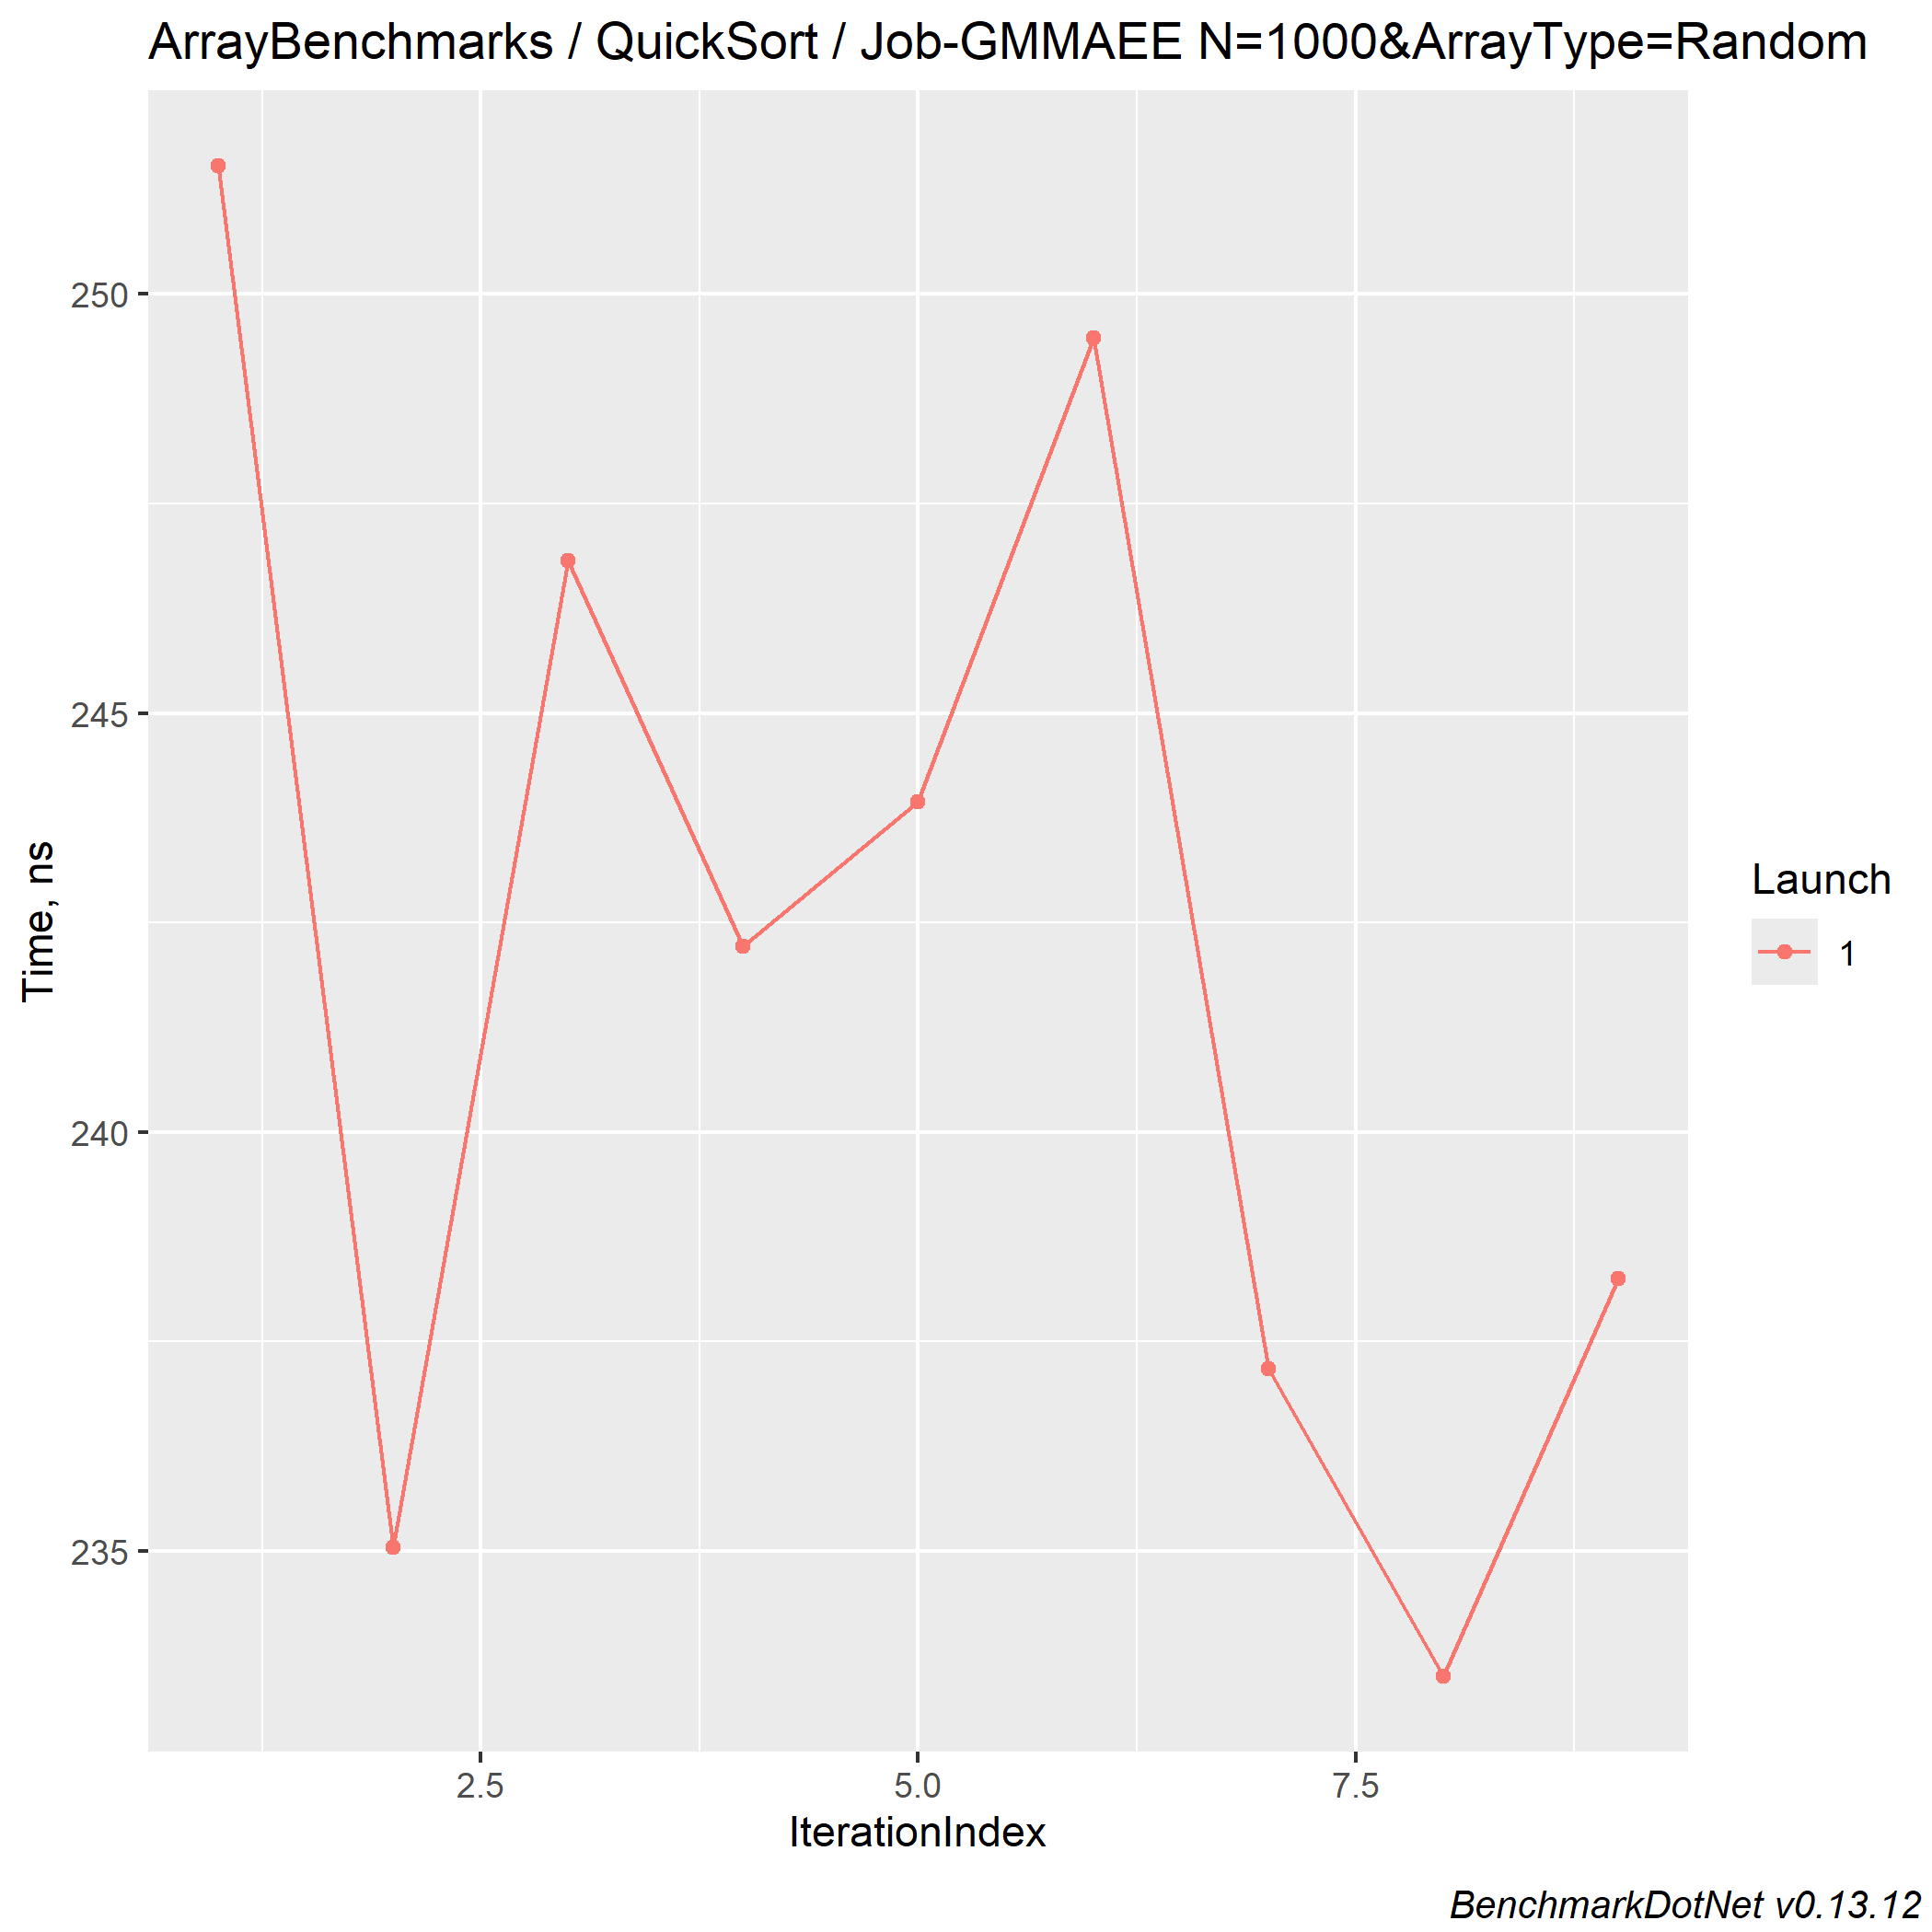 ArrayBenchmarks / QuickSort / Job-GMMAEE N=1000&ArrayType=Random
250
245
240
235
Time, ns
2.5 5.0 7.5
IterationIndex
Launch
1
BenchmarkDotNet v0.13.12